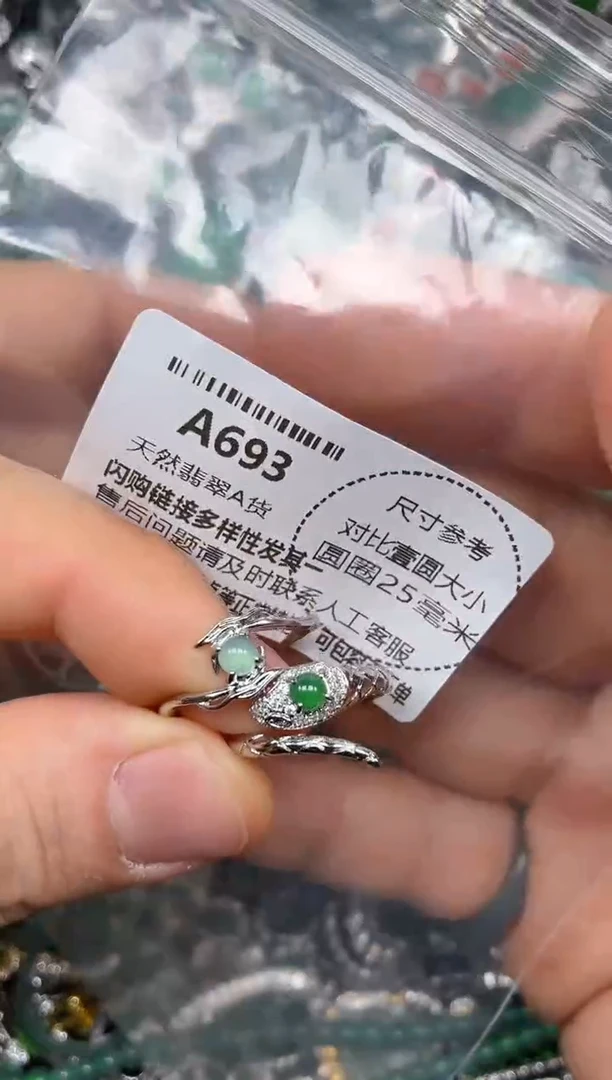 A693
天然翡翠A货
闪购链接多样性发其一
售后问题请及时联系人工客服
可包
单
尺寸参考
对比壹圆大小
圆圈25毫米